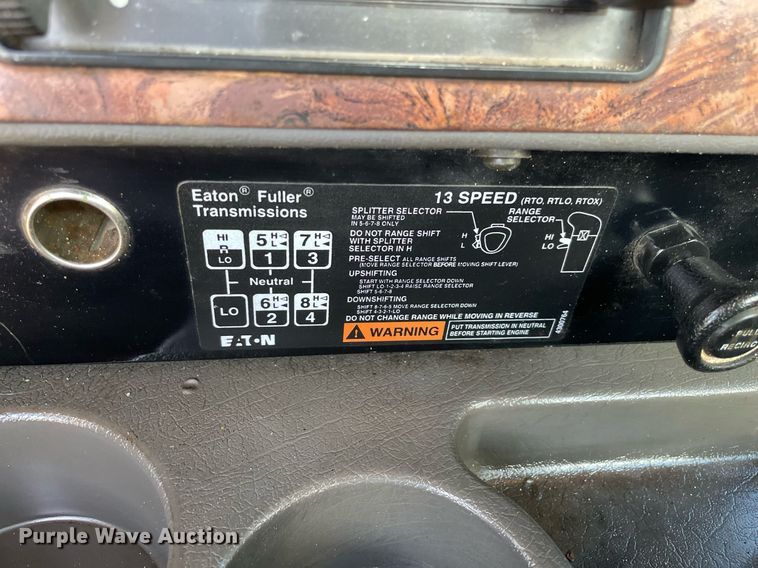 Eaton® Fuller®
Transmissions
13 SPEED (RTO, RTLO, RTOX)
SPLITTER SELECTOR
MAY BE SHIFTED
IN 5-6-7-8 ONLY
H
L
RANGE
SELECTOR
HI
LO
DO NOT RANGE SHIFT
WITH SPLITTER
SELECTOR IN H
PRE-SELECT ALL RANGE SHIFTS
(MOVE RANGE SELECTOR BEFORE MOVING SHIFT LEVER)
UPSHIFTING
START WITH RANGE SELECTOR DOWN
SHIFT LO 1-2-3-4 RAISE RANGE SELECTOR
SHIFT 5-6-7-8
DOWNSHIFTING
SHIFT 8-7-6-5 MOVE RANGE SELECTOR DOWN
SHIFT 4-3-2-1-LO
DO NOT CHANGE RANGE WHILE MOVING IN REVERSE
WARNING
PUT TRANSMISSION IN NEUTRAL
BEFORE STARTING ENGINE
HI
R
LO
5 H L
1
7 H L
3
Neutral
LO
6 H L
2
8 H L
4
EATON
PULL
RECIRC
Purple Wave Auction
Purple Wave Auction